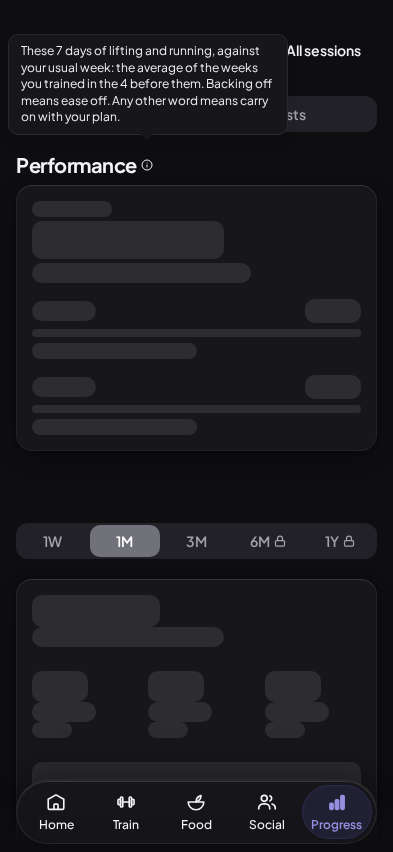 These 7 days of lifting and running, against
your usual week: the average of the weeks
you trained in the 4 before them. Backing off
means ease off. Any other word means carry
on with your plan.
All sessions
sts
Performance
1W 1M 3M 6M 1Y
Home Train Food Social Progress